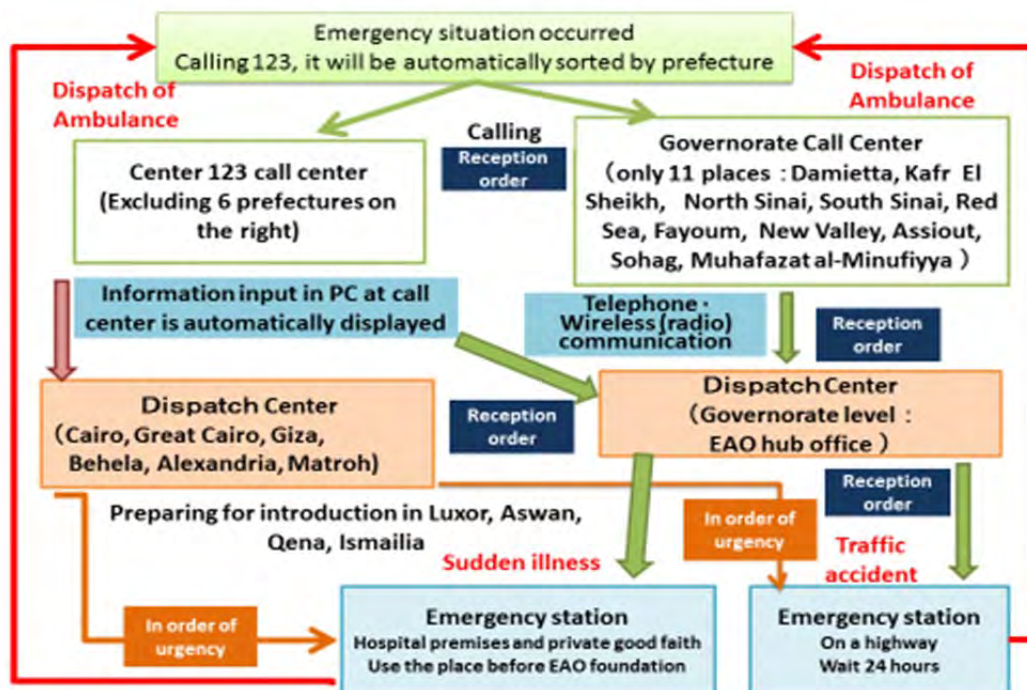 Emergency situation occurred
Calling 123, it will be automatically sorted by prefecture
Dispatch of
Ambulance
Dispatch of
Ambulance
Calling
Reception
order
Center 123 call center
(Excluding 6 prefectures on
the right)
Governorate Call Center
(only 11 places : Damietta, Kafr El
Sheikh, North Sinai, South Sinai, Red
Sea, Fayoum, New Valley, Assiout,
Sohag, Muhafazat al-Minufiyya )
Information input in PC at call
center is automatically displayed
Telephone ·
Wireless (radio)
communication
Reception
order
Dispatch Center
(Cairo, Great Cairo, Giza,
Behela, Alexandria, Matroh)
Reception
order
Dispatch Center
(Governorate level :
EAO hub office )
Reception
order
Preparing for introduction in Luxor, Aswan,
Qena, Ismailia
In order of
urgency
Sudden illness
Traffic
accident
In order of
urgency
Emergency station
Hospital premises and private good faith
Use the place before EAO foundation
Emergency station
On a highway
Wait 24 hours